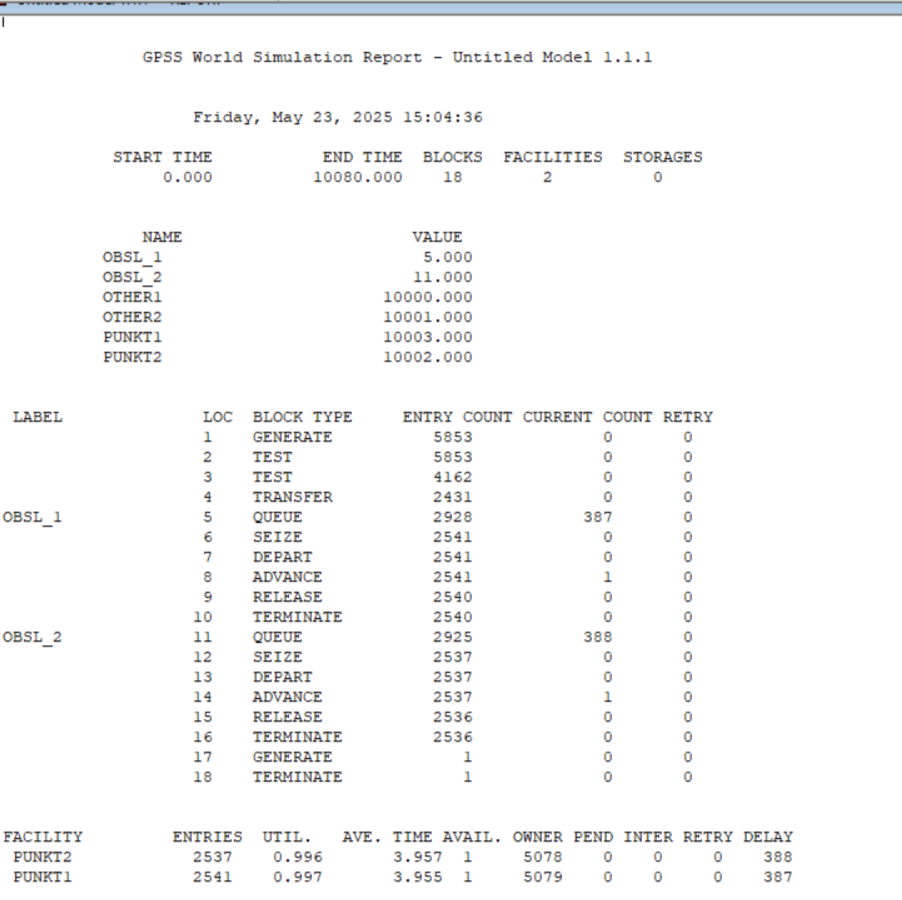 GPSS World Simulation Report - Untitled Model 1.1.1
Friday, May 23, 2025 15:04:36
START TIME END TIME BLOCKS FACILITIES STORAGES
0.000 10080.000 18 2 0
NAME VALUE
OBSL_1 5.000
OBSL_2 11.000
OTHER1 10000.000
OTHER2 10001.000
PUNKT1 10003.000
PUNKT2 10002.000
LABEL LOC BLOCK TYPE ENTRY COUNT CURRENT COUNT RETRY
1 GENERATE 5853 0 0
2 TEST 5853 0 0
3 TEST 4162 0 0
4 TRANSFER 2431 0 0
OBSL_1 5 QUEUE 2928 387 0
6 SEIZE 2541 0 0
7 DEPART 2541 0 0
8 ADVANCE 2541 1 0
9 RELEASE 2540 0 0
10 TERMINATE 2540 0 0
OBSL_2 11 QUEUE 2925 388 0
12 SEIZE 2537 0 0
13 DEPART 2537 0 0
14 ADVANCE 2537 1 0
15 RELEASE 2536 0 0
16 TERMINATE 2536 0 0
17 GENERATE 1 0 0
18 TERMINATE 1 0 0
FACILITY ENTRIES UTIL. AVE. TIME AVAIL. OWNER PEND INTER RETRY DELAY
PUNKT2 2537 0.996 3.957 1 5078 0 0 0 388
PUNKT1 2541 0.997 3.955 1 5079 0 0 0 387